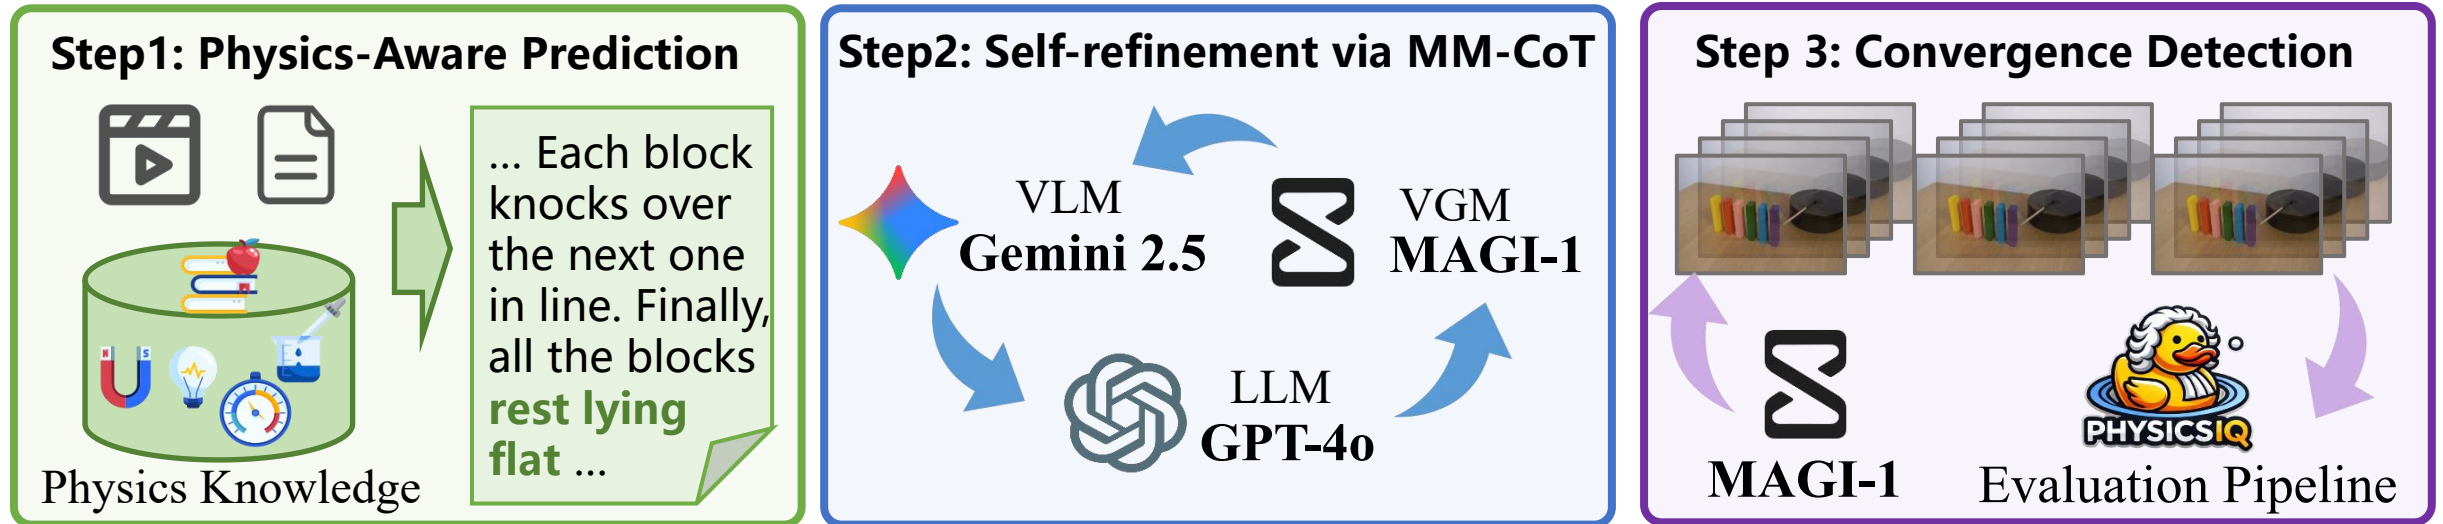 Step1: Physics-Aware Prediction
... Each block
knocks over
the next one
in line. Finally,
all the blocks
rest lying
flat ...
N S
Physics Knowledge
Step2: Self-refinement via MM-CoT
VLM
Gemini 2.5
VGM
MAGI-1
LLM
GPT-4o
Step 3: Convergence Detection
MAGI-1
PHYSICSIQ
Evaluation Pipeline